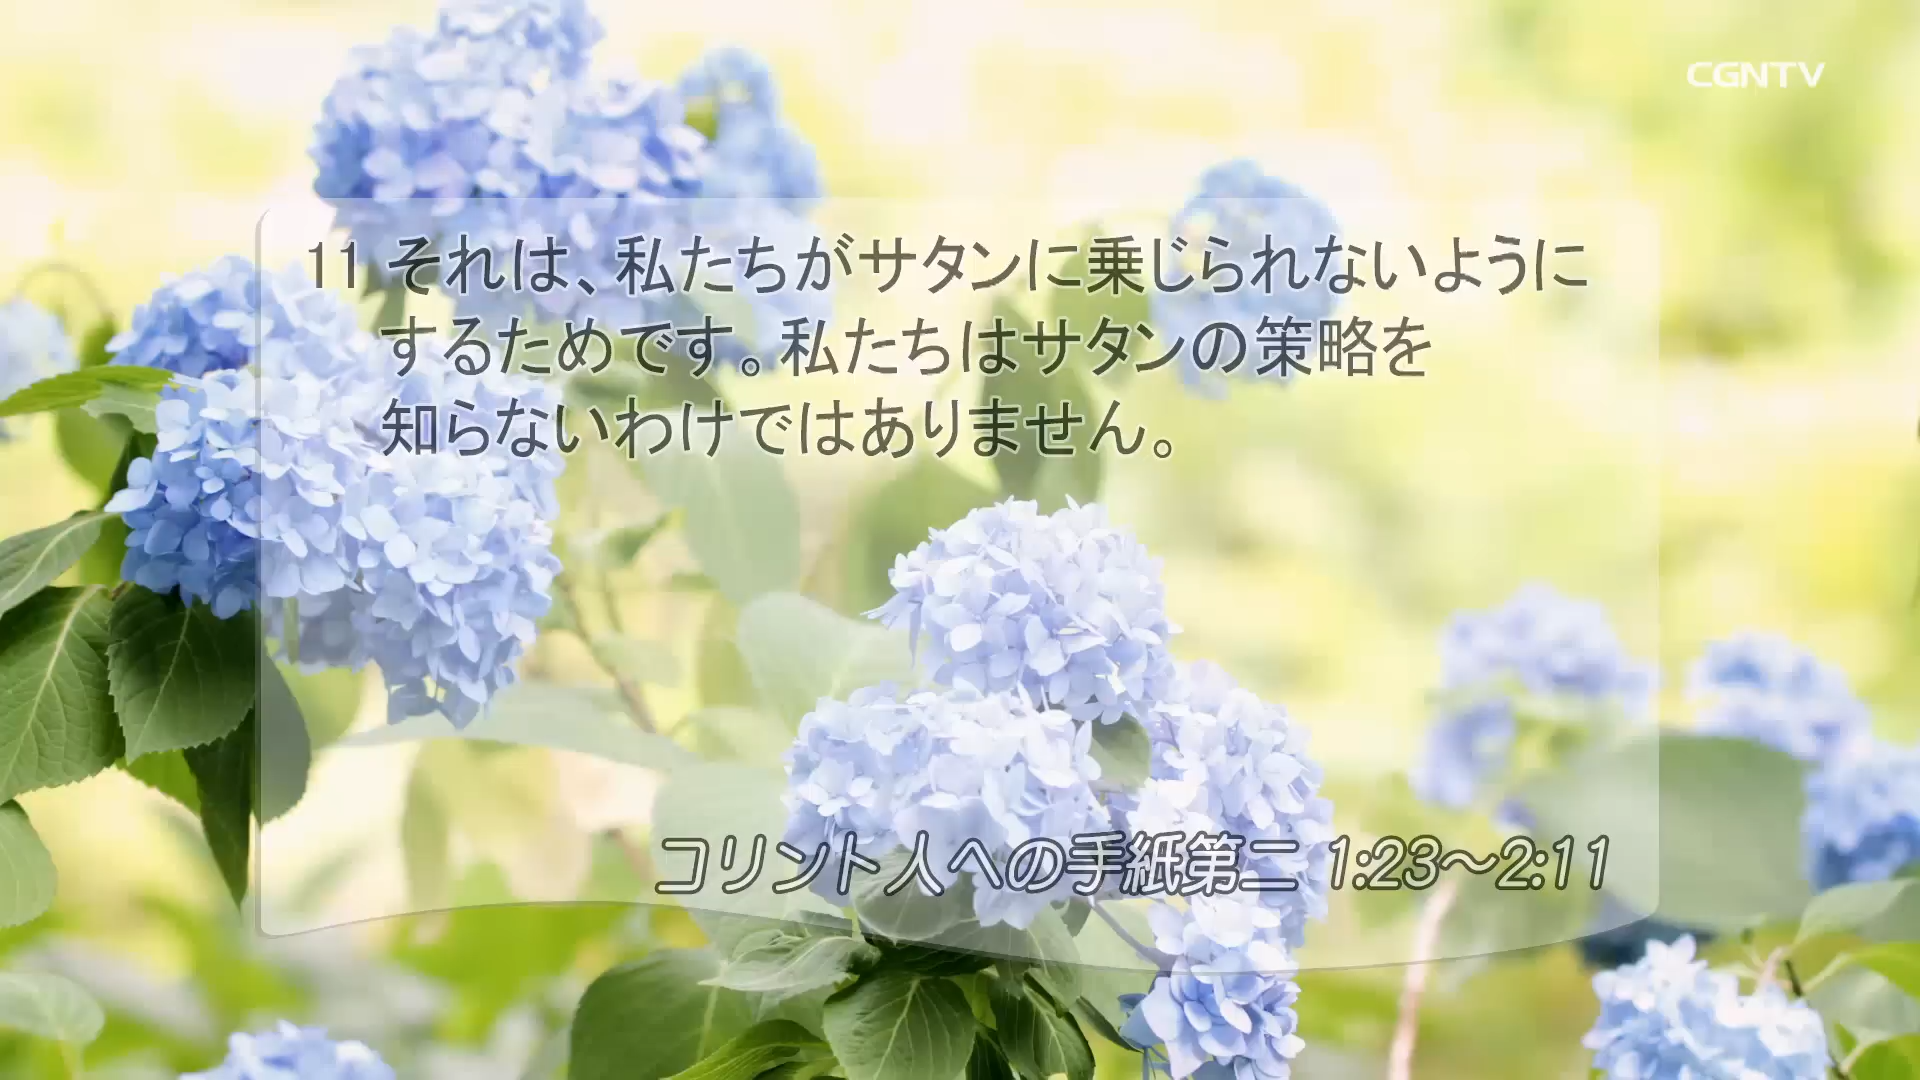 CGNTV
11 それは、私たちがサタンに乗じられないように
するためです。私たちはサタンの策略を
知らないわけではありません。
コリント人への手紙第二 1:23～2:11